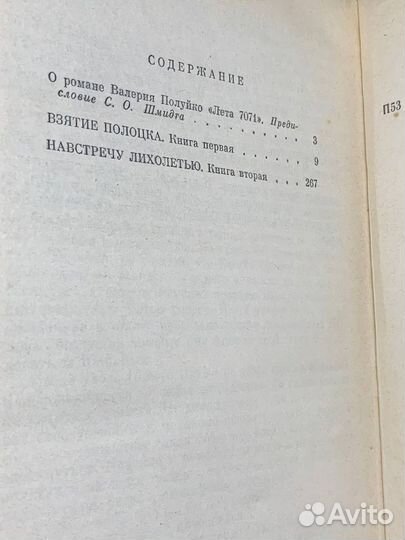 СОДЕРЖАНИЕ
О романе Валерия Полуйко «Лета 7071». Преди-
словие С. О. Шмидта . . . . . . . . . . 3
ВЗЯТИЕ ПОЛОЦКА. Книга первая . . . . . . 9
НАВСТРЕЧУ ЛИХОЛЕТЬЮ. Книга вторая . . . 267
П53
Avito